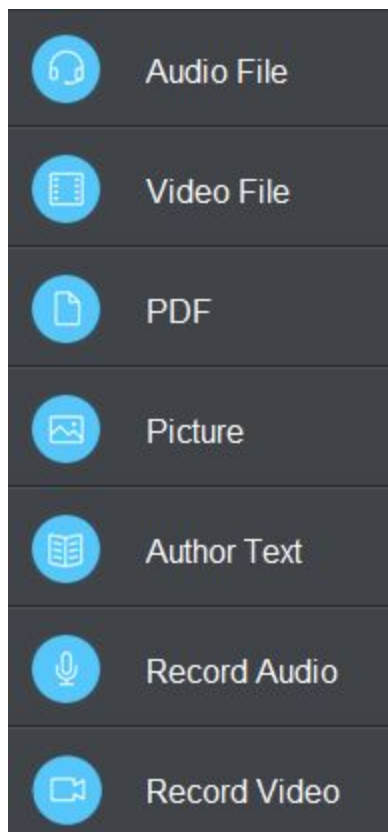 Audio File
Video File
PDF
Picture
Author Text
Record Audio
Record Video